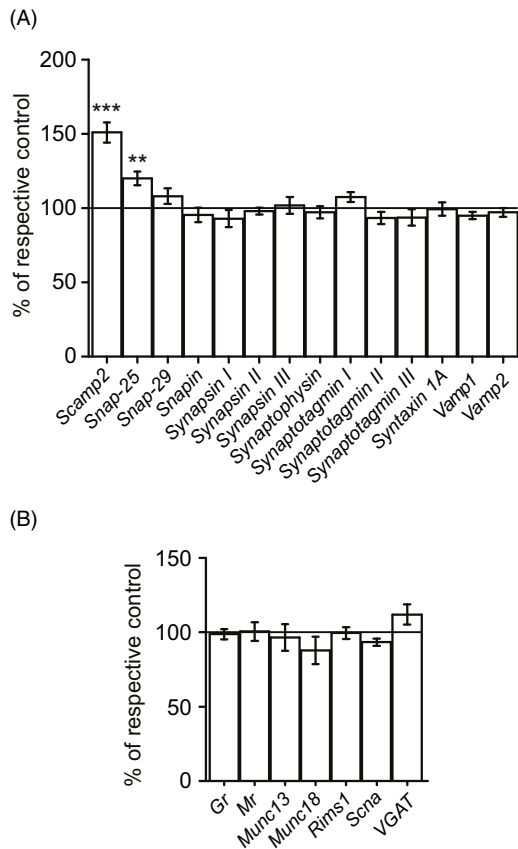 (A)
% of respective control
200
150
100
50
0
***
**
Scamp2
Snap-25
Snap-29
Snapin
Synapsin I
Synapsin II
Synapsin III
Synaptophysin
Synaptotagmin I
Synaptotagmin II
Synaptotagmin III
Syntaxin 1A
Vamp1
Vamp2
(B)
% of respective control
150
100
50
0
Gr
Mr
Munc13
Munc18
Rims1
Scna
VGAT